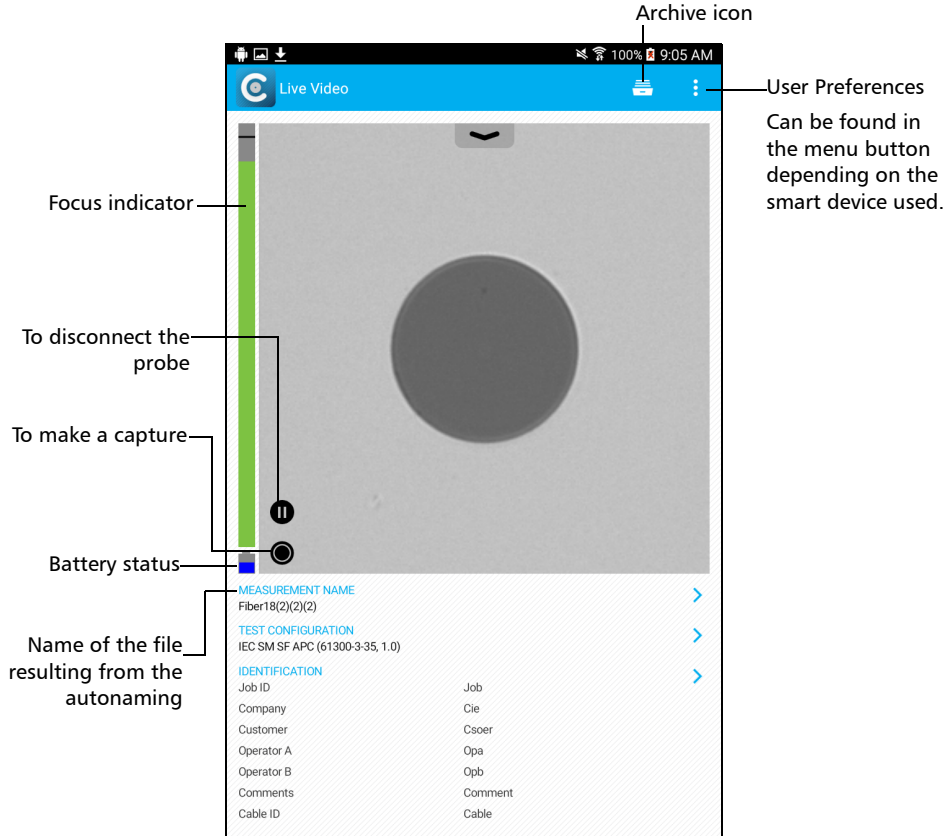 Archive icon
100% 9:05 AM
Live Video
User Preferences
Can be found in
the menu button
depending on the
smart device used.
Focus indicator
To disconnect the
probe
To make a capture
Battery status
Name of the file
resulting from the
autonaming
MEASUREMENT NAME
Fiber18(2)(2)(2)
TEST CONFIGURATION
IEC SM SF APC (61300-3-35, 1.0)
IDENTIFICATION
Job ID Job
Company Cie
Customer Csoer
Operator A Opa
Operator B Opb
Comments Comment
Cable ID Cable